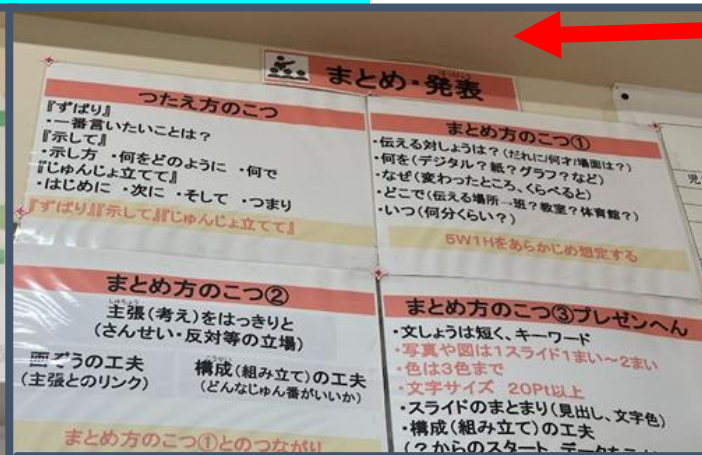 まとめ・発表
つたえ方のこつ
『ずばり』
・一番言いたいことは？
『示して』
・示し方 ・何をどのように ・何で
『じゅんじょ立てて』
・はじめに ・次に ・そして ・つまり
『ずばり』『示して』『じゅんじょ立てて』
まとめ方のこつ①
・伝える対しょうは？(だれに/何才/場面は？)
・何を(デジタル？紙？グラフ？など)
・なぜ(変わったところ、くらべると)
・どこで(伝える場所→班？教室？体育館？)
・いつ(何分くらい？)
5W1Hをあらかじめ想定する
まとめ方のこつ②
主張(考え)をはっきりと
(さんせい・反対等の立場)
画ぞうの工夫
(主張とのリンク)
構成(組み立て)の工夫
(どんなじゅん番がいいか)
まとめ方のこつ①とのつながり
まとめ方のこつ③プレゼンへん
・文しょうは短く、キーワード
・写真や図は1スライド1まい～2まい
・色は3色まで
・文字サイズ 20Pt以上
・スライドのまとまり(見出し、文字色)
・構成(組み立て)の工夫
(？からのスタート、データ
児